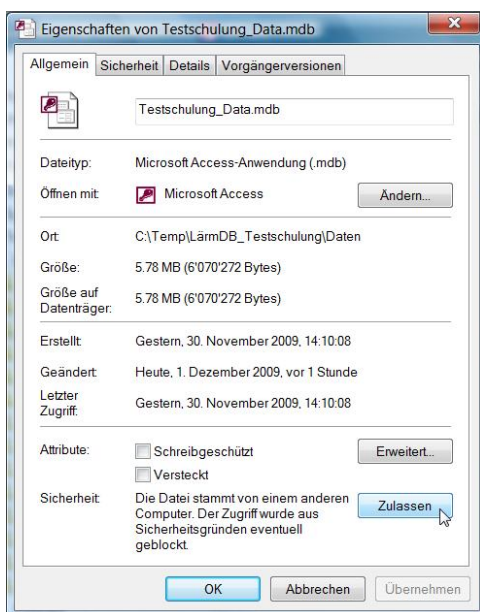 Eigenschaften von Testschulung_Data.mdb
Allgemein Sicherheit Details Vorgängerversionen
Testschulung_Data.mdb
Dateityp: Microsoft Access-Anwendung (.mdb)
Öffnen mit: Microsoft Access Ändern...
Ort: C:\Temp\LärmDB_Testschulung\Daten
Größe: 5.78 MB (6'070'272 Bytes)
Größe auf
Datenträger: 5.78 MB (6'070'272 Bytes)
Erstellt: Gestern, 30. November 2009, 14:10:08
Geändert: Heute, 1. Dezember 2009, vor 1 Stunde
Letzter
Zugriff: Gestern, 30. November 2009, 14:10:08
Attribute: Schreibgeschützt Erweitert...
Versteckt
Sicherheit: Die Datei stammt von einem anderen
Computer. Der Zugriff wurde aus
Sicherheitsgründen eventuell
geblockt.
Zulassen
OK Abbrechen Übernehmen